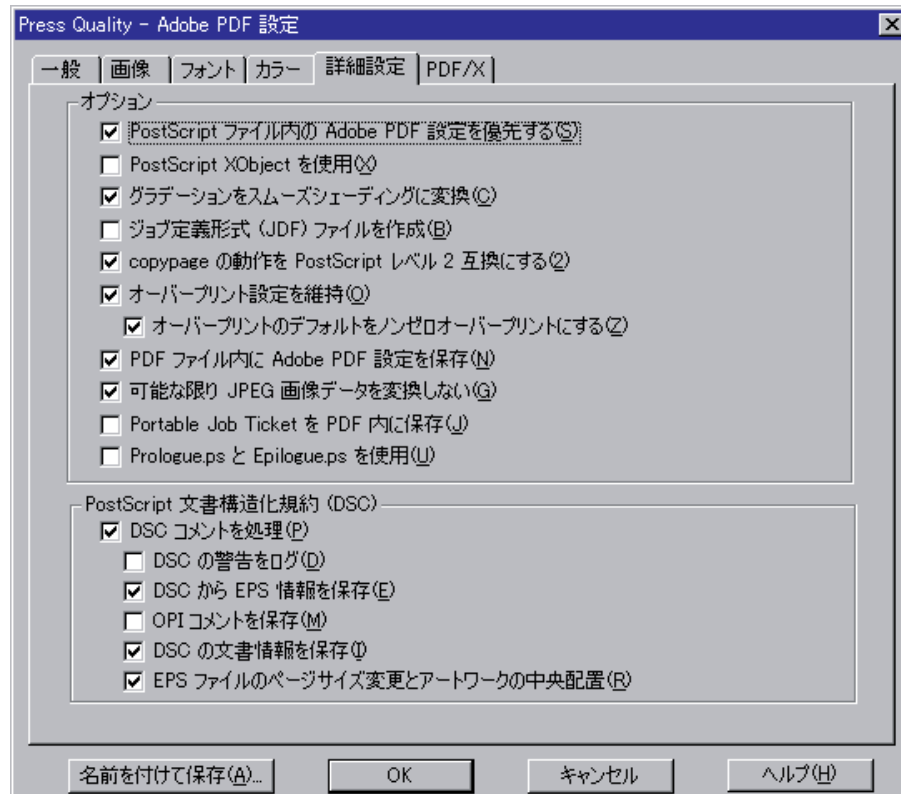 Press Quality - Adobe PDF 設定
一般 画像 フォント カラー 詳細設定 PDF/X
オプション
PostScript ファイル内の Adobe PDF 設定を優先する(S)
PostScript XObject を使用(X)
グラデーションをスムーズシェーディングに変換(C)
ジョブ定義形式 (JDF) ファイルを作成(B)
copypage の動作を PostScript レベル 2 互換にする(2)
オーバープリント設定を維持(O)
オーバープリントのデフォルトをノンゼロオーバープリントにする(Z)
PDF ファイル内に Adobe PDF 設定を保存(N)
可能な限り JPEG 画像データを変換しない(G)
Portable Job Ticket を PDF 内に保存(J)
Prologue.ps と Epilogue.ps を使用(U)
PostScript 文書構造化規約 (DSC)
DSC コメントを処理(P)
DSC の警告をログ(D)
DSC から EPS 情報を保存(E)
OPI コメントを保存(M)
DSC の文書情報を保存(I)
EPS ファイルのページサイズ変更とアートワークの中央配置(R)
名前を付けて保存(A)... OK キャンセル ヘルプ(H)